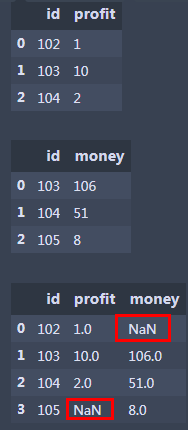 id profit
0 102 1
1 103 10
2 104 2
id money
0 103 106
1 104 51
2 105 8
id profit money
0 102 1.0 NaN
1 103 10.0 106.0
2 104 2.0 51.0
3 105 NaN 8.0